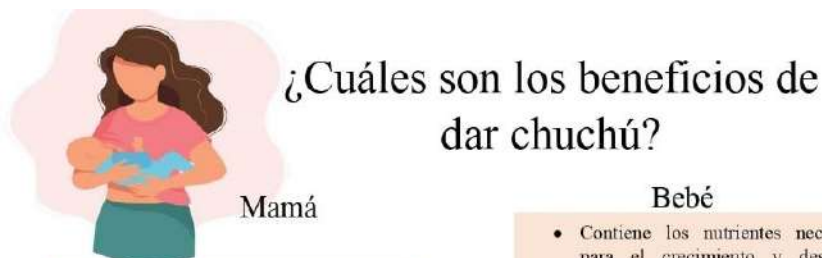 ¿Cuáles son los beneficios de
dar chuchú?
Mamá
Bebé
• Contiene los nutrientes
para el crecimiento y